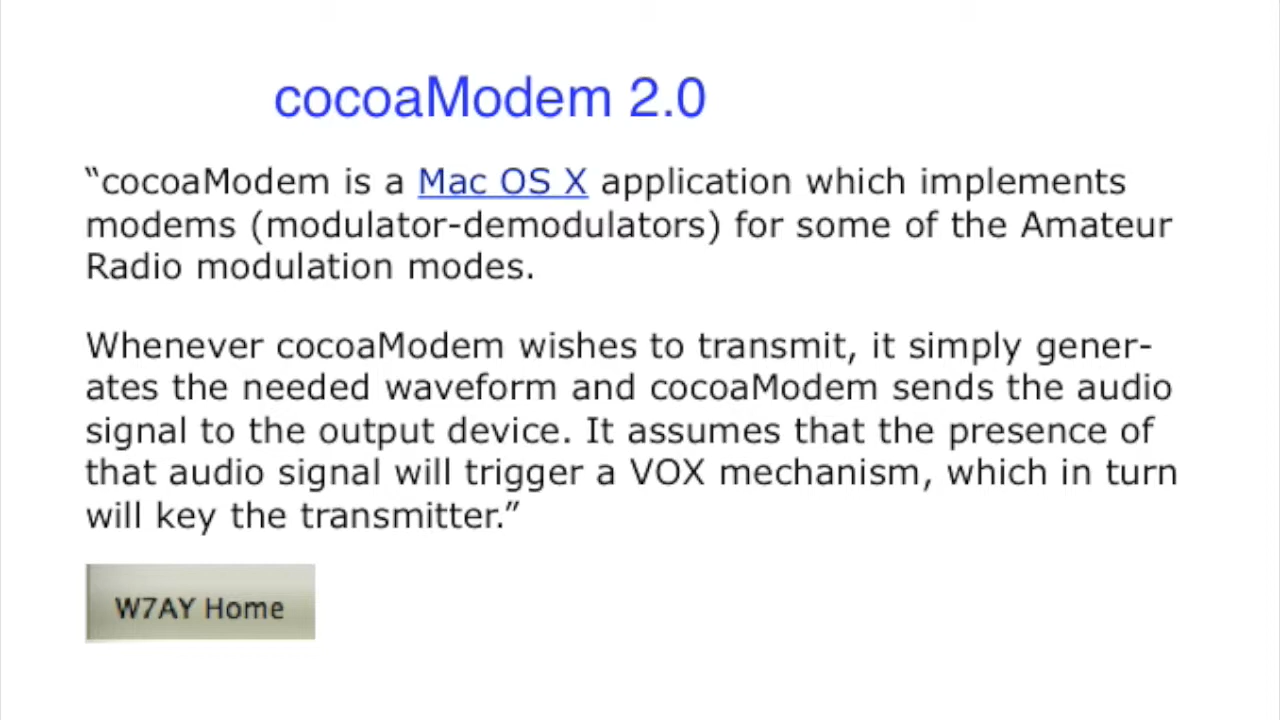 cocoaModem 2.0
“cocoaModem is a Mac OS X application which implements
modems (modulator-demodulators) for some of the Amateur
Radio modulation modes.
Whenever cocoaModem wishes to transmit, it simply gener-
ates the needed waveform and cocoaModem sends the audio
signal to the output device. It assumes that the presence of
that audio signal will trigger a VOX mechanism, which in turn
will key the transmitter.”
W7AY Home